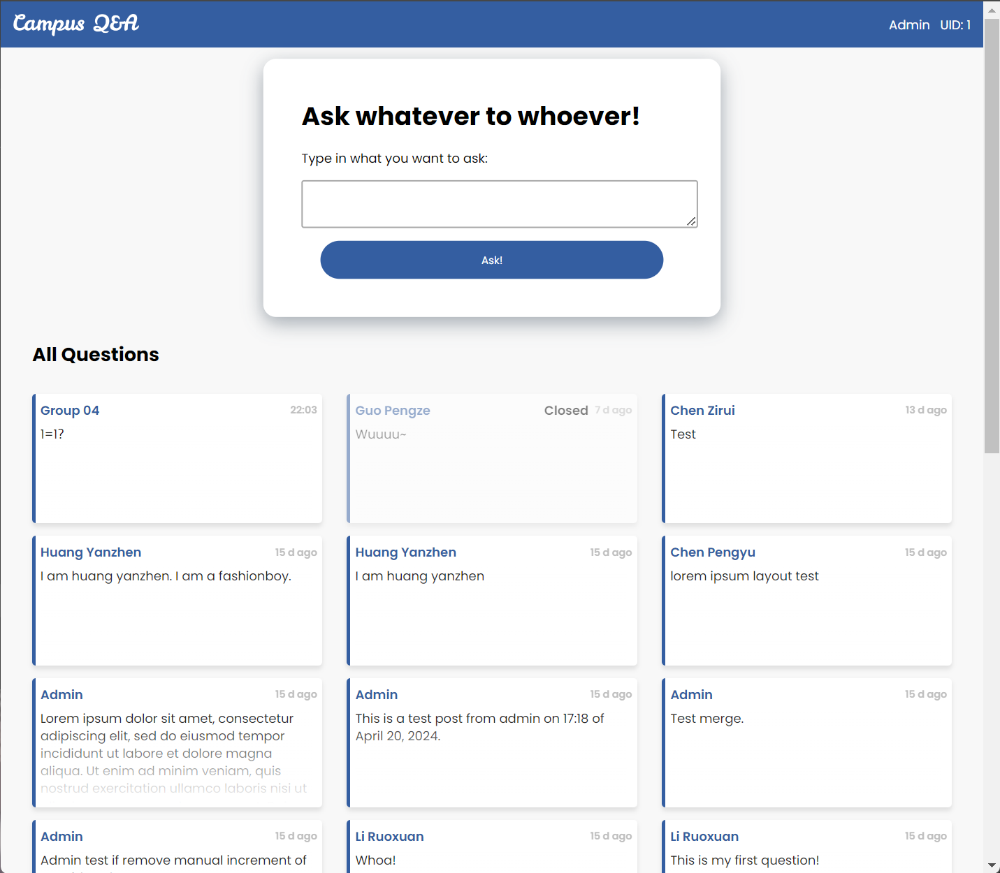 Campus Q&A
Admin UID: 1
Ask whatever to whoever!
Type in what you want to ask:
Ask!
All Questions
Group 04 22:03
1=1?
Guo Pengze Closed 7 d ago
Wuuuu~
Chen Zirui 13 d ago
Test
Huang Yanzhen 15 d ago
I am huang yanzhen. I am a fashionboy.
Huang Yanzhen 15 d ago
I am huang yanzhen
Chen Pengyu 15 d ago
lorem ipsum layout test
Admin 15 d ago
Lorem ipsum dolor sit amet, consectetur
adipiscing elit, sed do eiusmod tempor
incididunt ut labore et dolore magna
aliqua. Ut enim ad minim veniam, quis
nostrud exercitation ullamco laboris nisi ut
Admin 15 d ago
This is a test post from admin on 17:18 of
April 20, 2024.
Admin 15 d ago
Test merge.
Admin 15 d ago
Admin test if remove manual increment of
Li Ruoxuan 15 d ago
Whoa!
Li Ruoxuan 15 d ago
This is my first question!